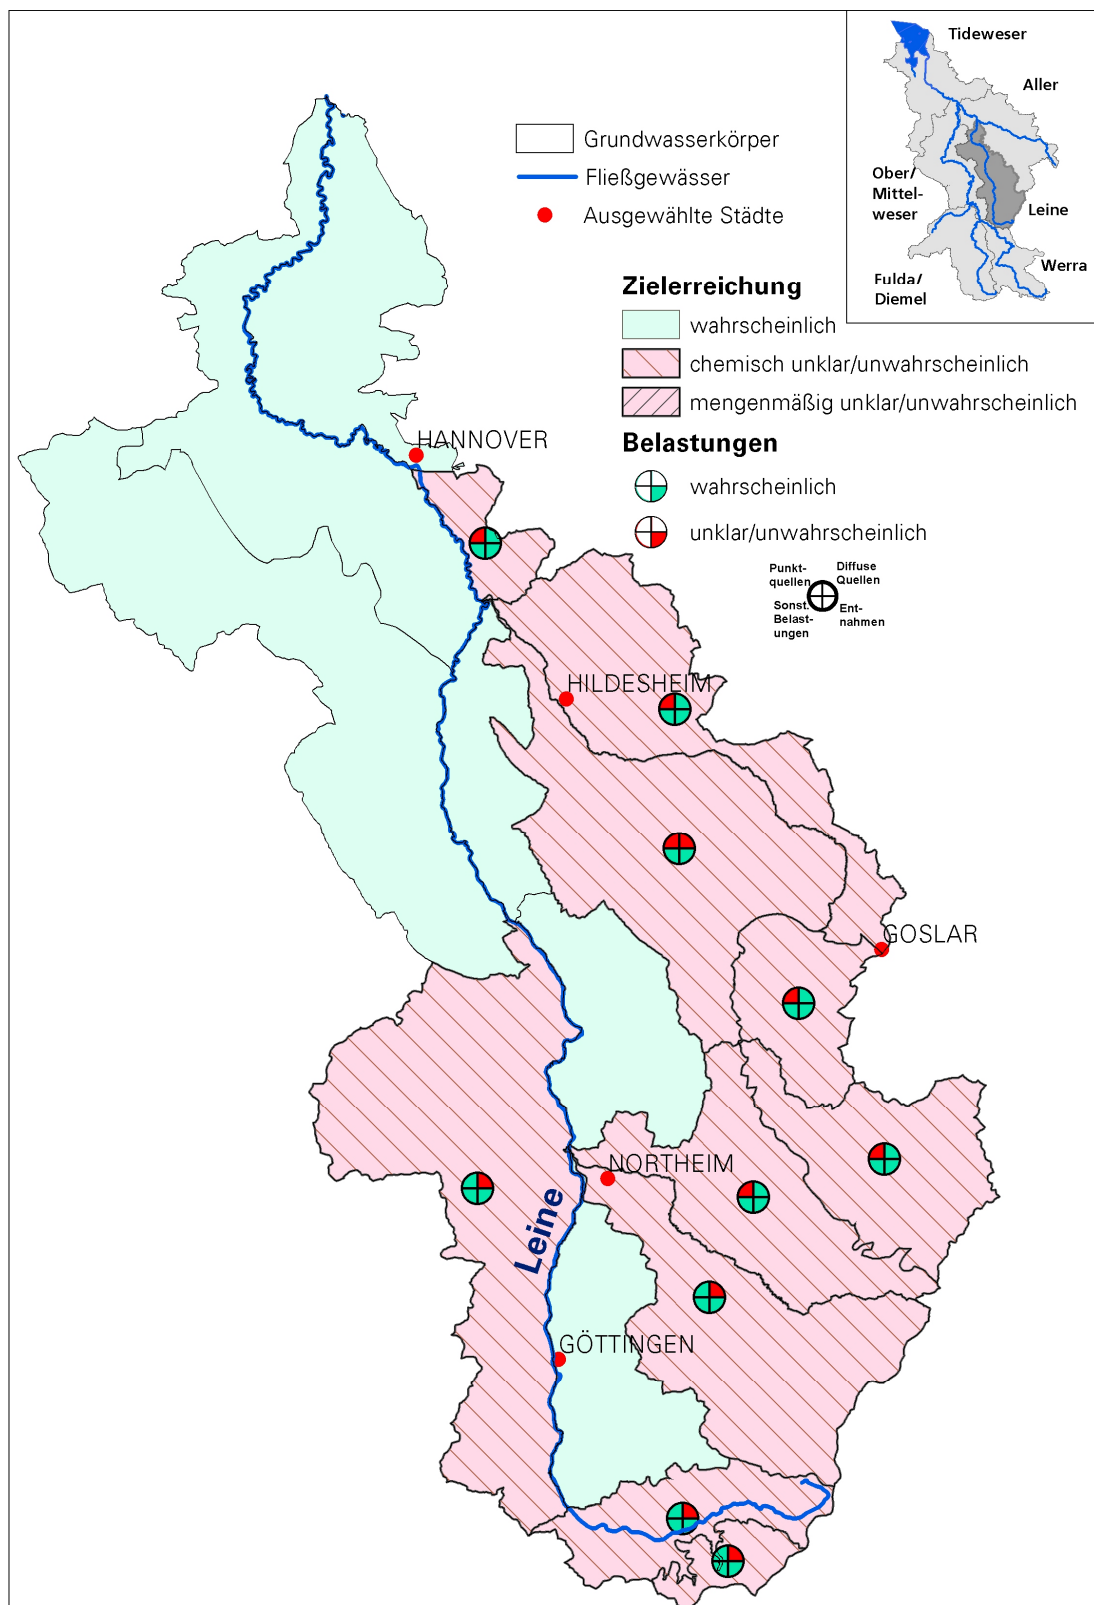 Tideweser
Aller
Ober/
Mittel-
weser
Leine
Werra
Fulda/
Diemel
Grundwasserkörper
Fließgewässer
Ausgewählte Städte
Zielerreichung
wahrscheinlich
chemisch unklar/unwahrscheinlich
mengenmäßig unklar/unwahrscheinlich
Belastungen
wahrscheinlich
unklar/unwahrscheinlich
Punkt-
quellen
Diffuse
Quellen
Sonst.
Belast-
ungen
Ent-
nahmen
HANNOVER
HILDESHEIM
GOSLAR
NORTHEIM
Leine
GÖTTINGEN